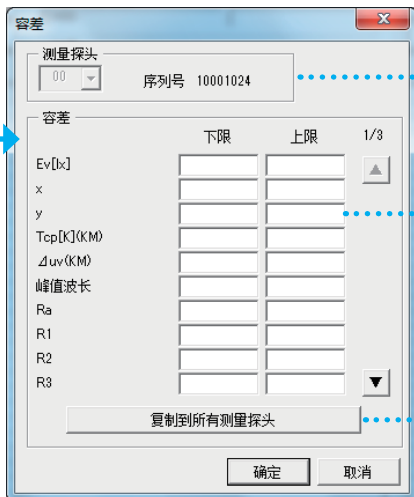 容差
测量探头
00 序列号 10001024
容差
下限 上限 1/3
Ev[lx]
x
y
Tcp[K](KM)
⊿uv(KM)
峰值波长
Ra
R1
R2
R3
复制到所有测量探头
确定 取消